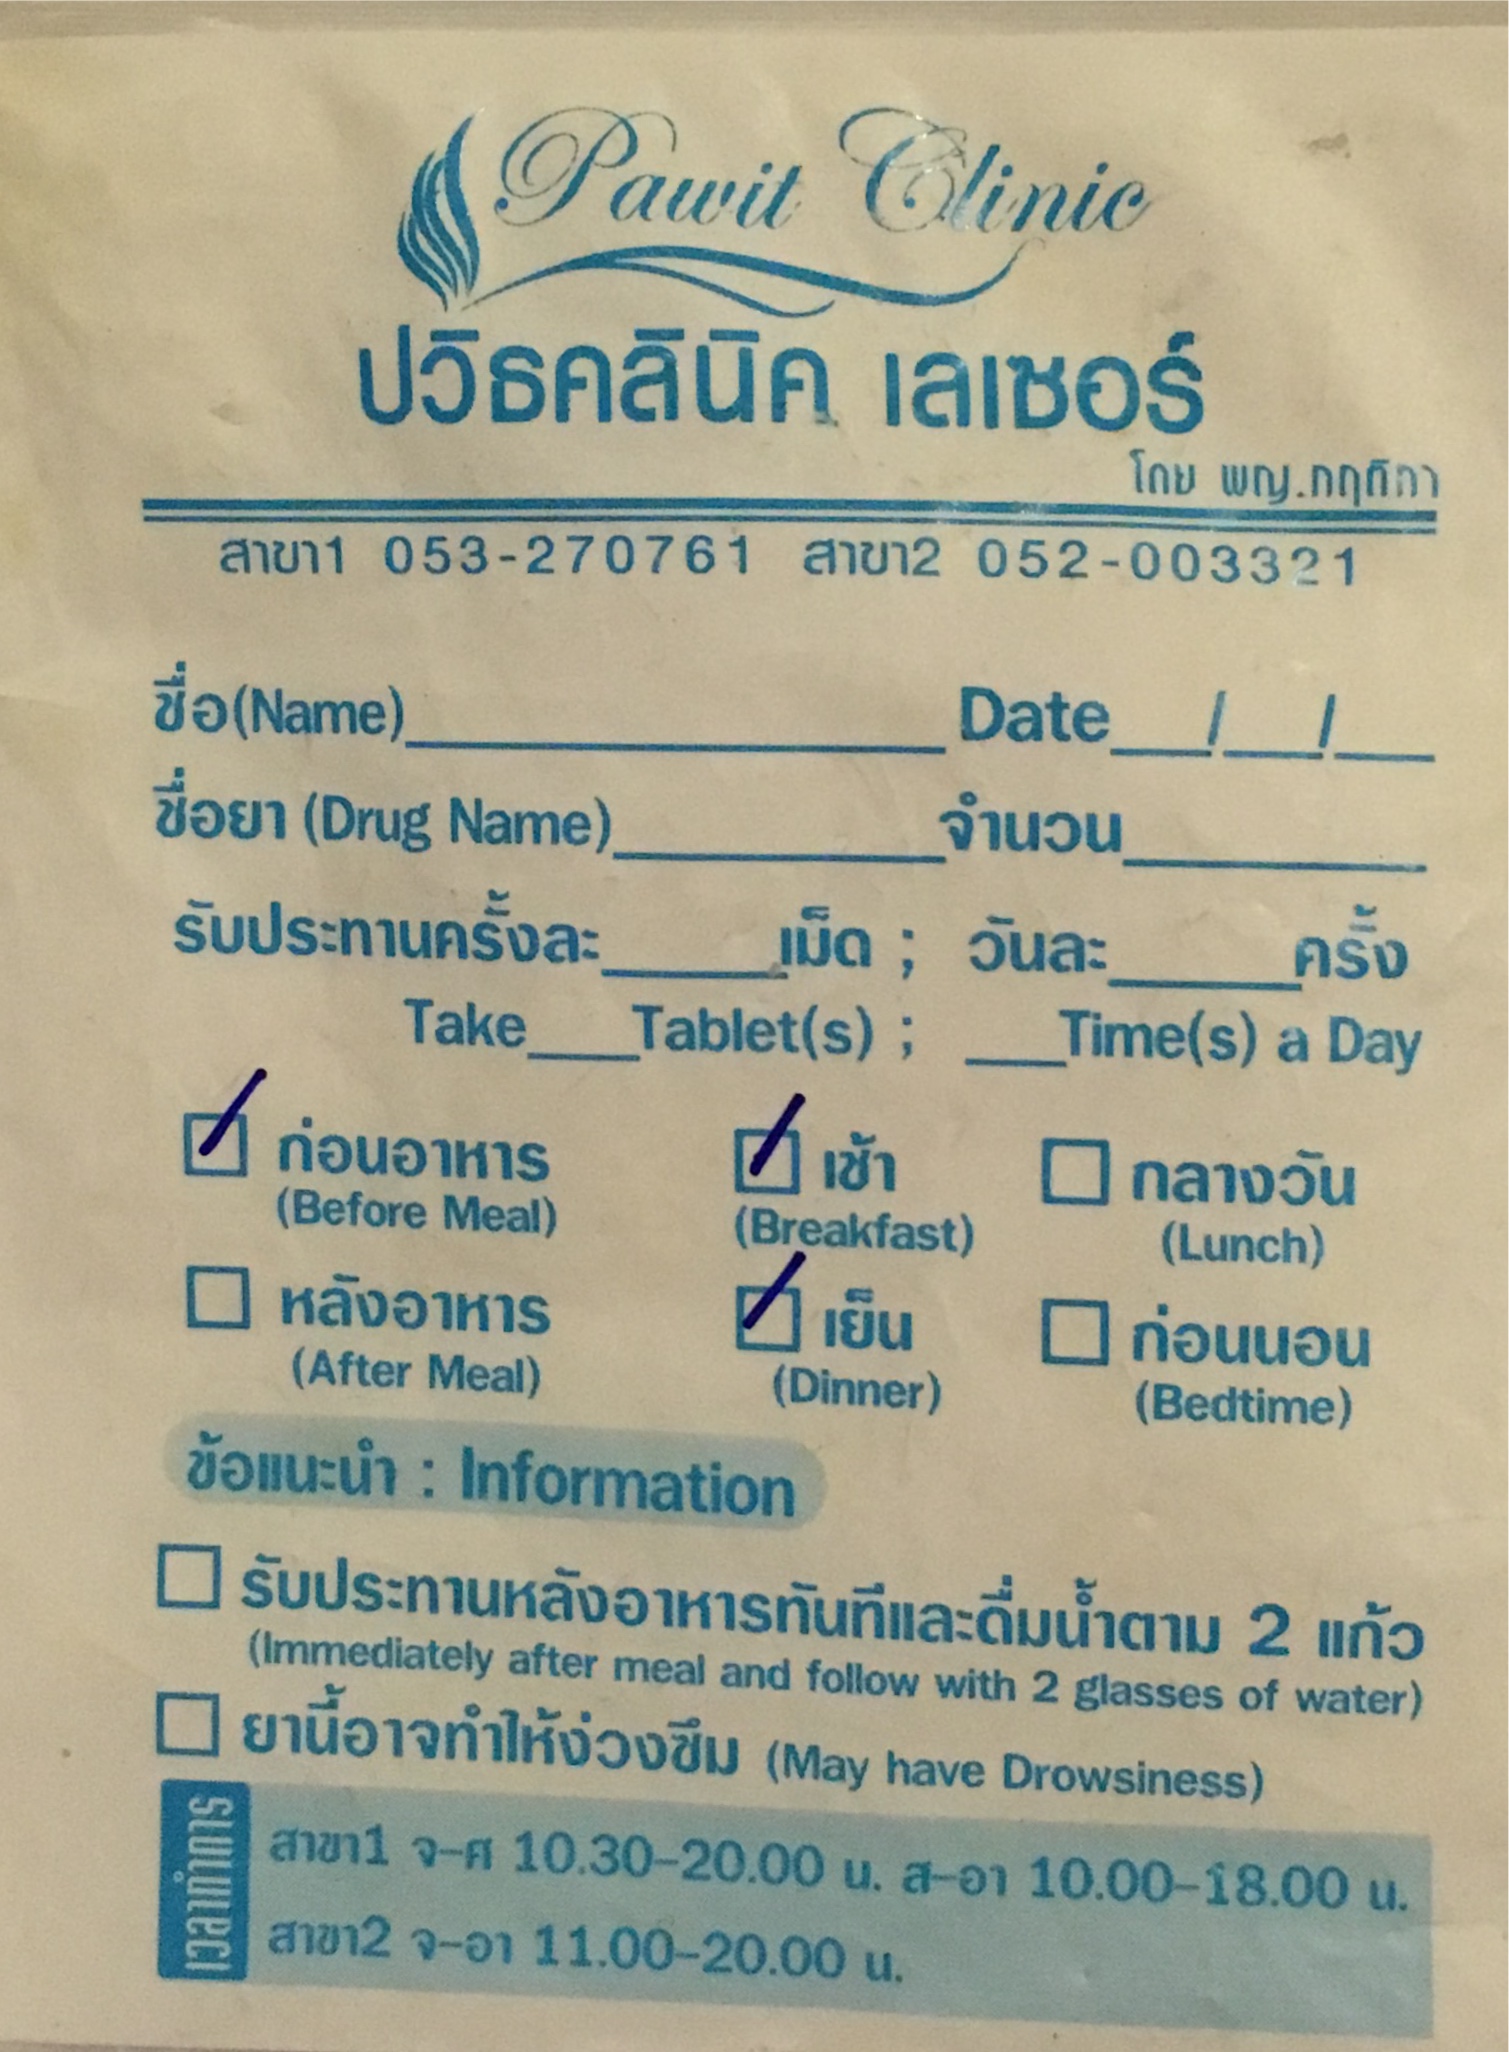 Pawit Clinic
ปวิธคลินิค เลเซอร์
โดย พญ.กฤติกา
สาขา1 053-270761 สาขา2 052-003321
ชื่อ(Name)____________ Date___/___/___
ชื่อยา (Drug Name)________จำนวน________
รับประทานครั้งละ_____เม็ด ; วันละ_____ครั้ง
Take___Tablet(s) ; ___Time(s) a Day
ก่อนอาหาร เช้า กลางวัน
(Before Meal) (Breakfast) (Lunch)
หลังอาหาร เย็น ก่อนนอน
(After Meal) (Dinner) (Bedtime)
ข้อแนะนำ : Information
รับประทานหลังอาหารทันทีและดื่มน้ำตาม 2 แก้ว
(Immediately after meal and follow with 2 glasses of water)
ยานี้อาจทำให้ง่วงซึม (May have Drowsiness)
เวลาทำการ
สาขา1 จ-ศ 10.30-20.00 น. ส-อา 10.00-18.00 น.
สาขา2 จ-อา 11.00-20.00 น.